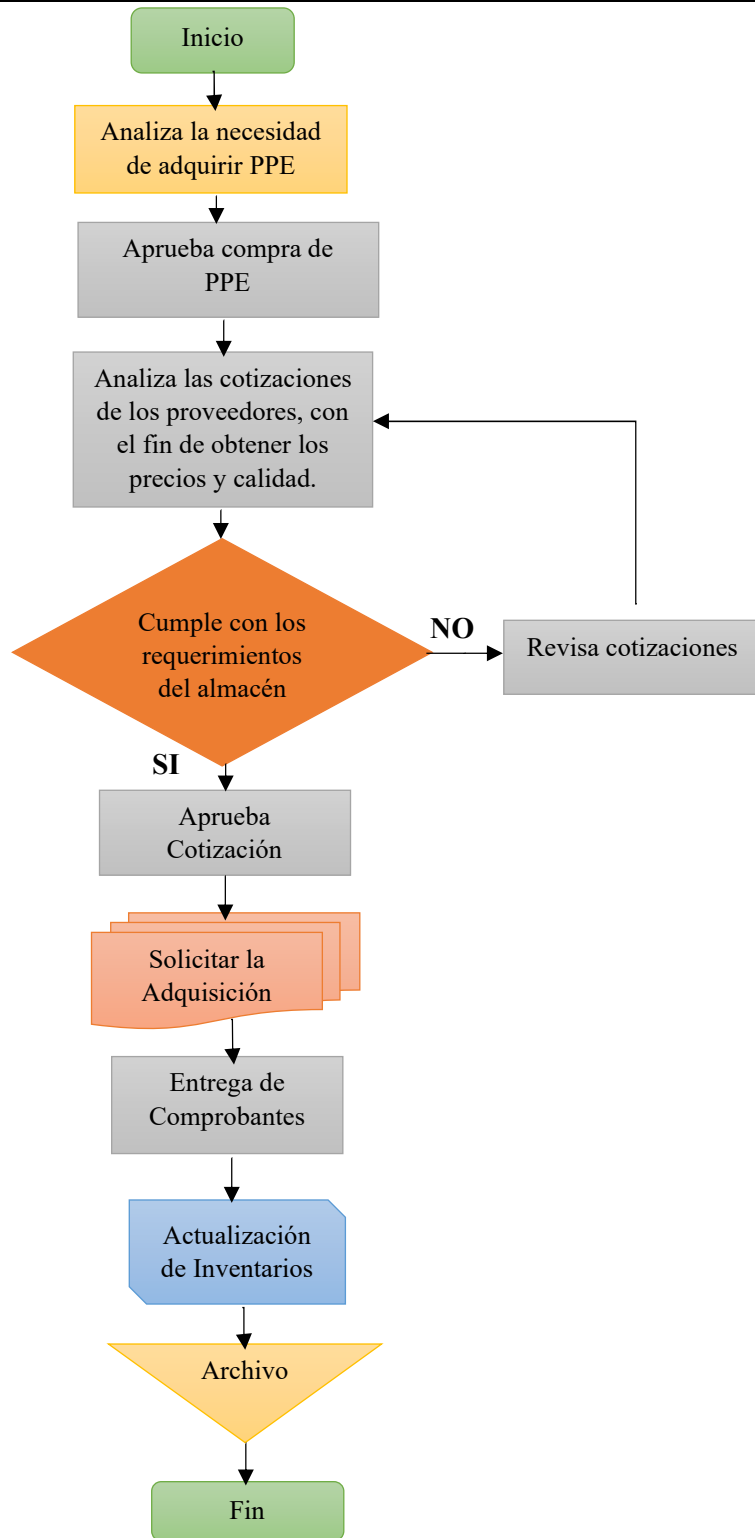 Inicio
Analiza la necesidad
de adquirir PPE
Aprueba compra de
PPE
Analiza las cotizaciones
de los proveedores, con
el fin de obtener los
precios y calidad.
Cumple con los
requerimientos
del almacén
NO
Revisa cotizaciones
SI
Aprueba
Cotización
Solicitar la
Adquisición
Entrega de
Comprobantes
Actualización
de Inventarios
Archivo
Fin